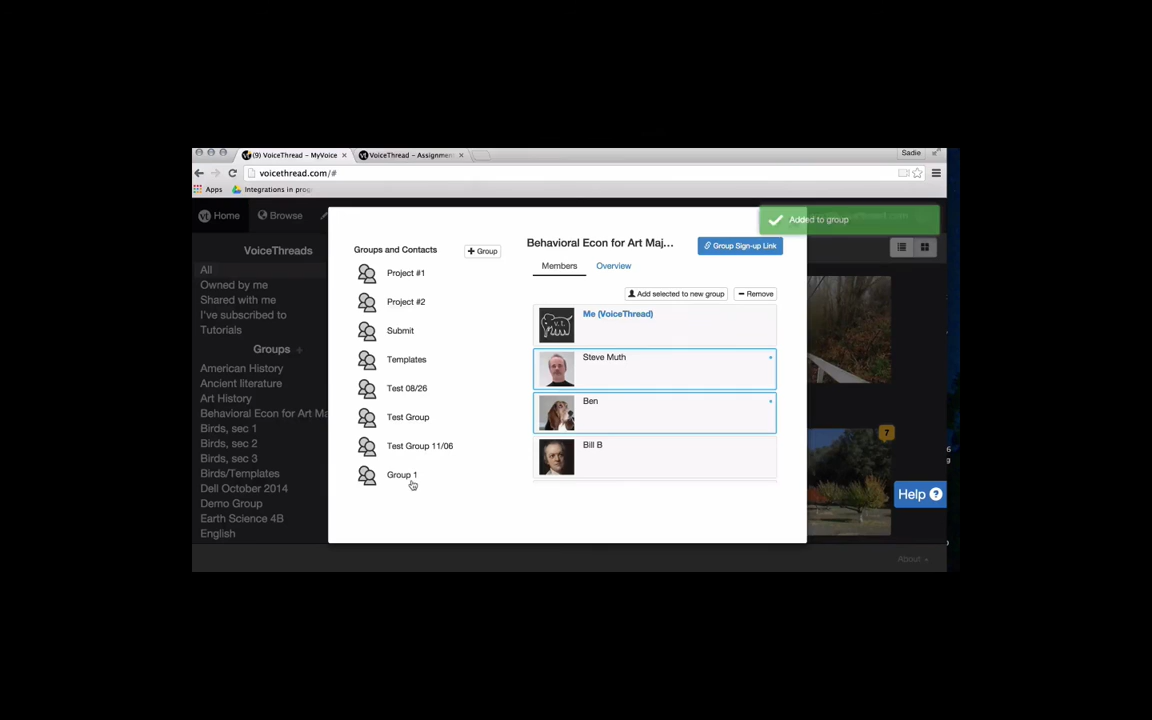 (9) VoiceThread – MyVoice
VoiceThread – Assignmen
Sadie
voicethread.com/#
Apps
Integrations in prog
Home
Browse
Added to group
VoiceThreads
All
Owned by me
Shared with me
I've subscribed to
Tutorials
Groups +
American History
Ancient literature
Art History
Behavioral Econ for Art Ma
Birds, sec 1
Birds, sec 2
Birds, sec 3
Birds/Templates
Dell October 2014
Demo Group
Earth Science 4B
English
Groups and Contacts
+ Group
Project #1
Project #2
Submit
Templates
Test 08/26
Test Group
Test Group 11/06
Group 1
Behavioral Econ for Art Maj...
Group Sign-up Link
Members
Overview
Add selected to new group
Remove
Me (VoiceThread)
Steve Muth
Ben
Bill B
7
Help ?
About